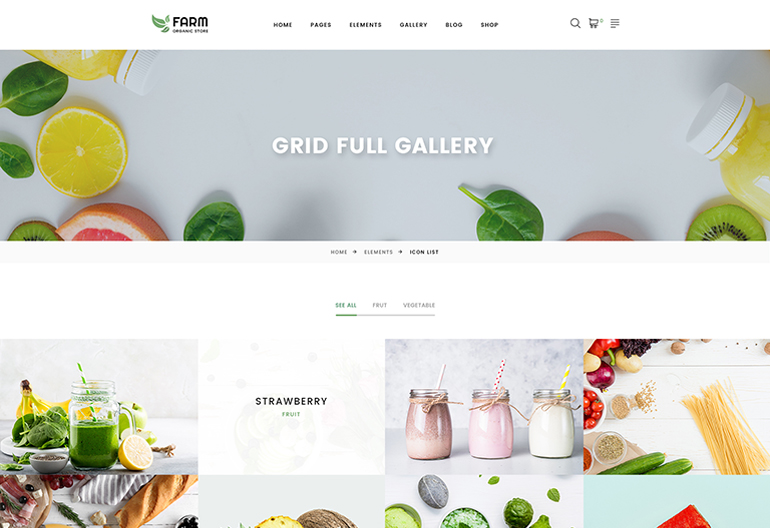 FARM
ORGANIC STORE
HOME PAGES ELEMENTS GALLERY BLOG SHOP
0
GRID FULL GALLERY
HOME → ELEMENTS → ICON LIST
SEE ALL FRUT VEGETABLE
STRAWBERRY
FRUIT